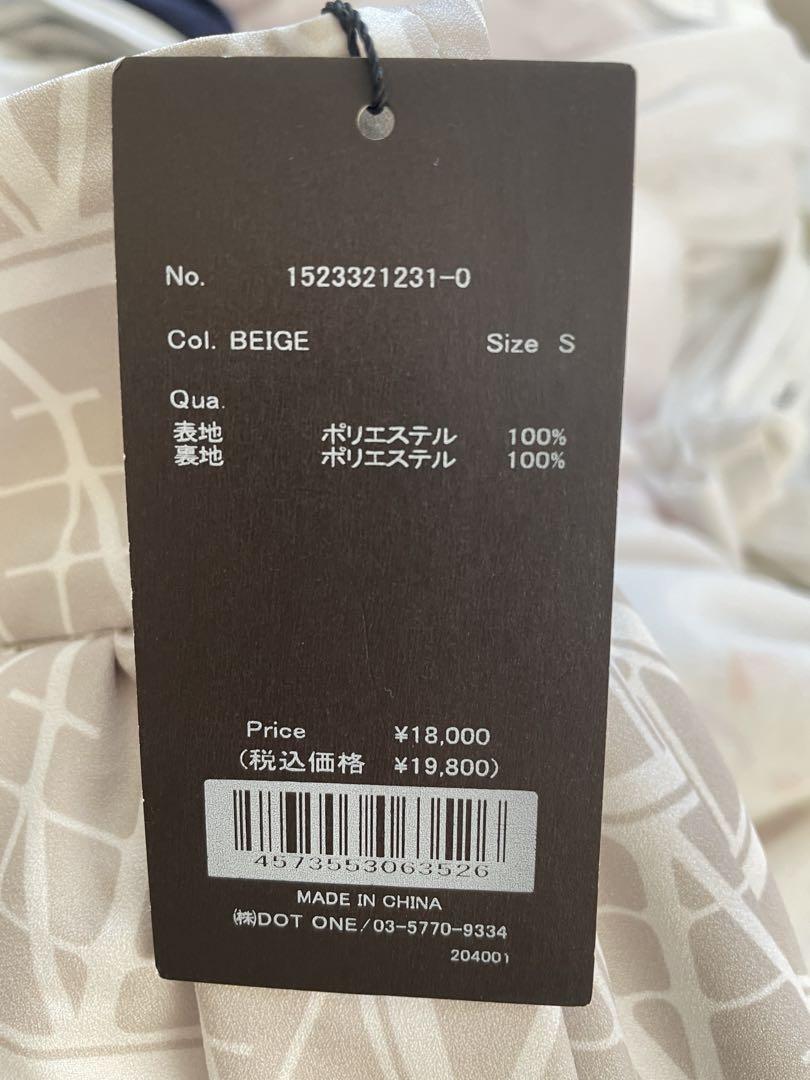 No. 1523321231-0
Col. BEIGE Size S
Qua.
表地 ポリエステル 100%
裏地 ポリエステル 100%
Price ¥18,000
(税込価格 ¥19,800)
4573553063526
MADE IN CHINA
㈱DOT ONE/03-5770-9334
204001